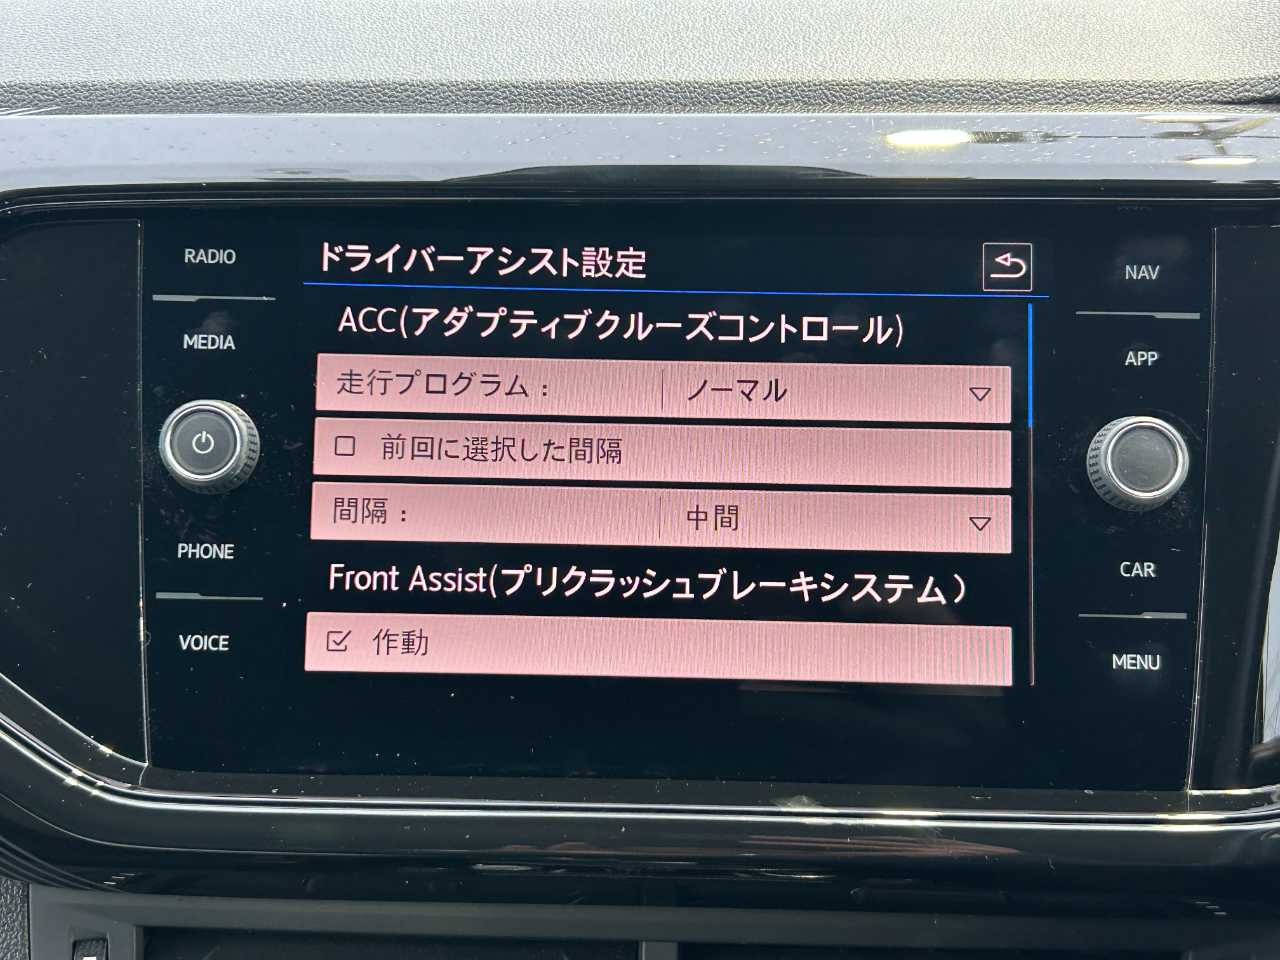 RADIO
MEDIA
PHONE
VOICE
ドライバーアシスト設定
ACC(アダプティブクルーズコントロール)
走行プログラム： ノーマル
前回に選択した間隔
間隔： 中間
Front Assist(プリクラッシュブレーキシステム）
作動
NAV
APP
CAR
MENU